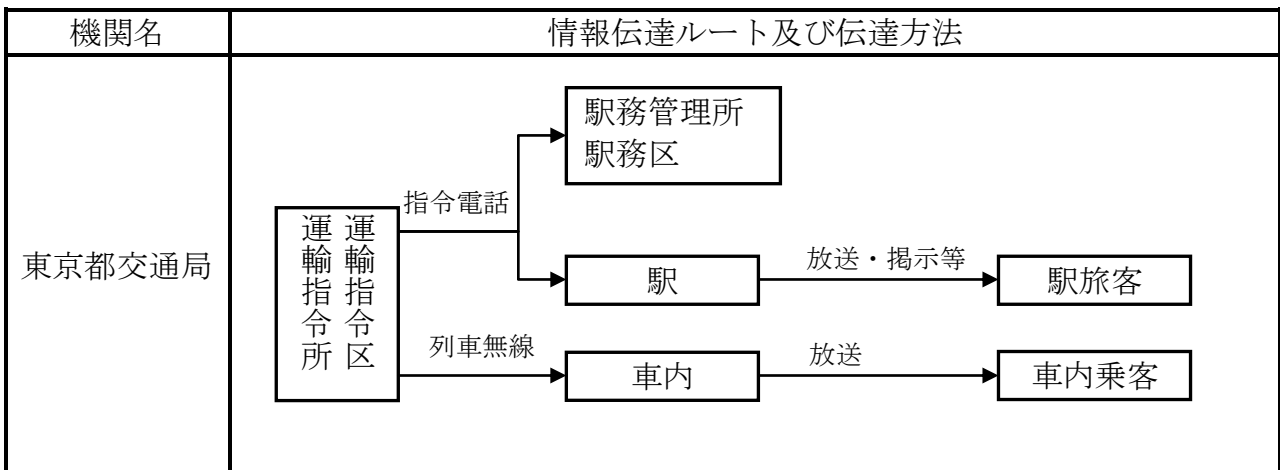 機関名
情報伝達ルート及び伝達方法
東京都交通局
運輸指令区
運輸指令所
指令電話
駅務管理所
駅務区
駅
放送・掲示等
駅旅客
列車無線
車内
放送
車内乗客